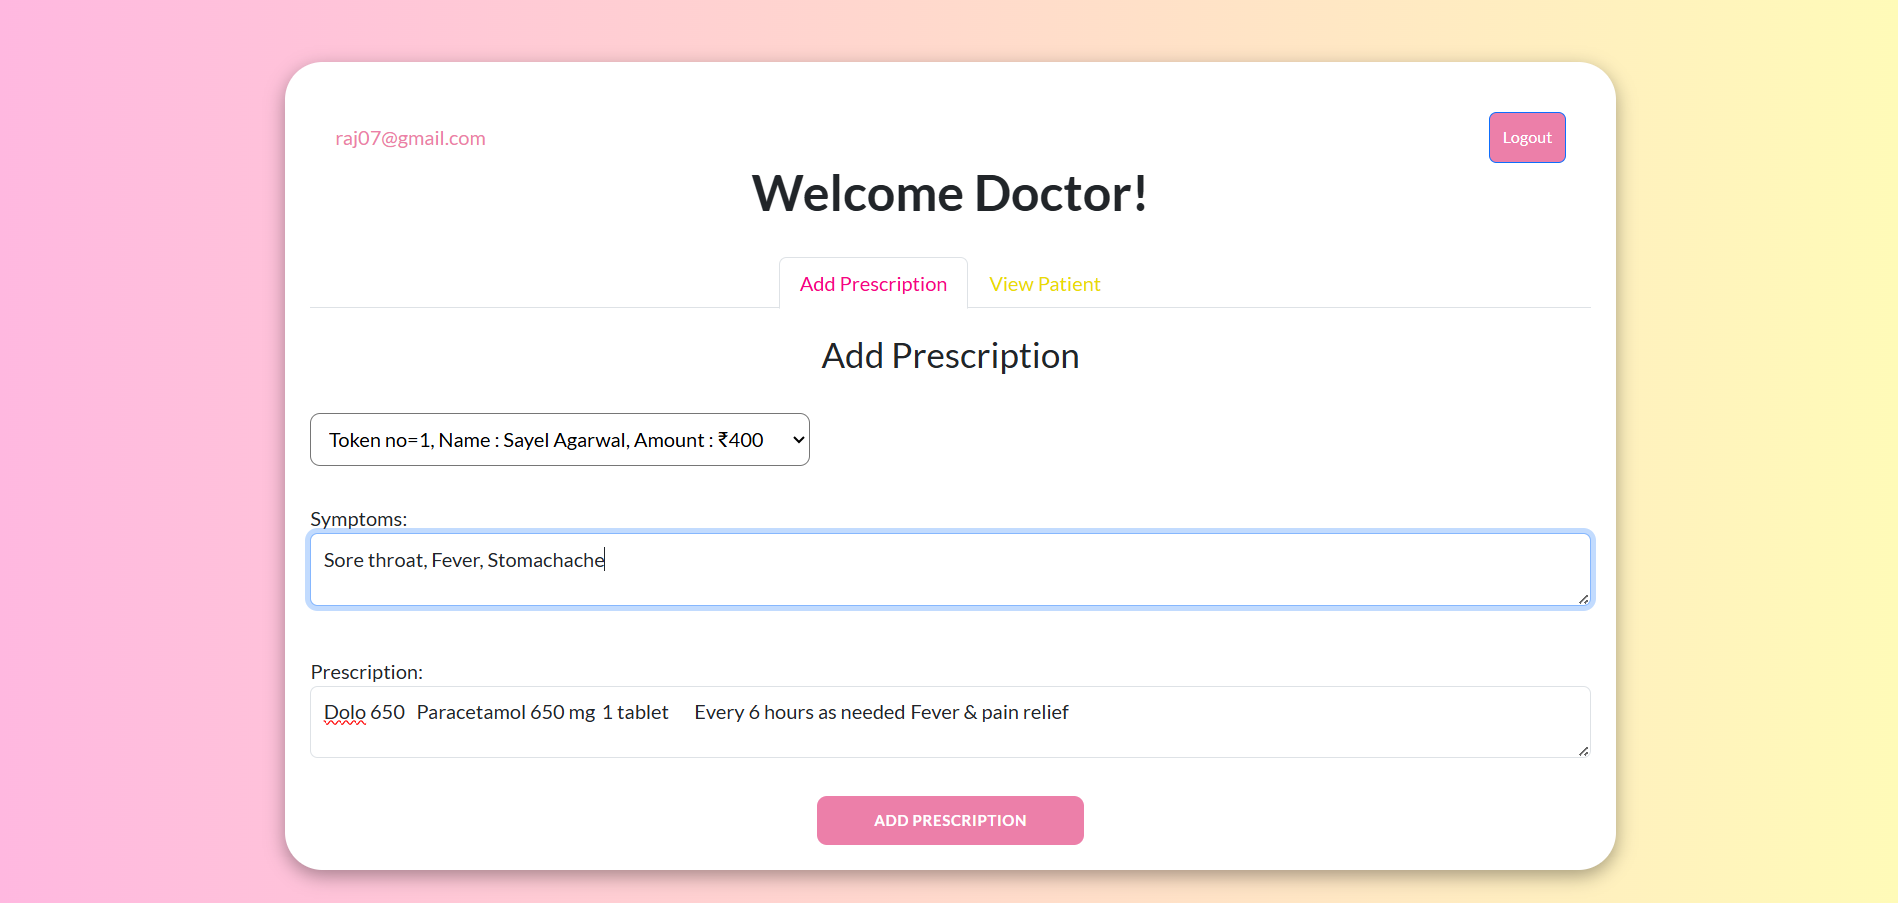 raj07@gmail.com
Logout
Welcome Doctor!
Add Prescription
View Patient
Add Prescription
Token no=1, Name : Sayel Agarwal, Amount : ₹400
Symptoms:
Sore throat, Fever, Stomachache
Prescription:
Dolo 650 Paracetamol 650 mg 1 tablet Every 6 hours as needed Fever & pain relief
ADD PRESCRIPTION